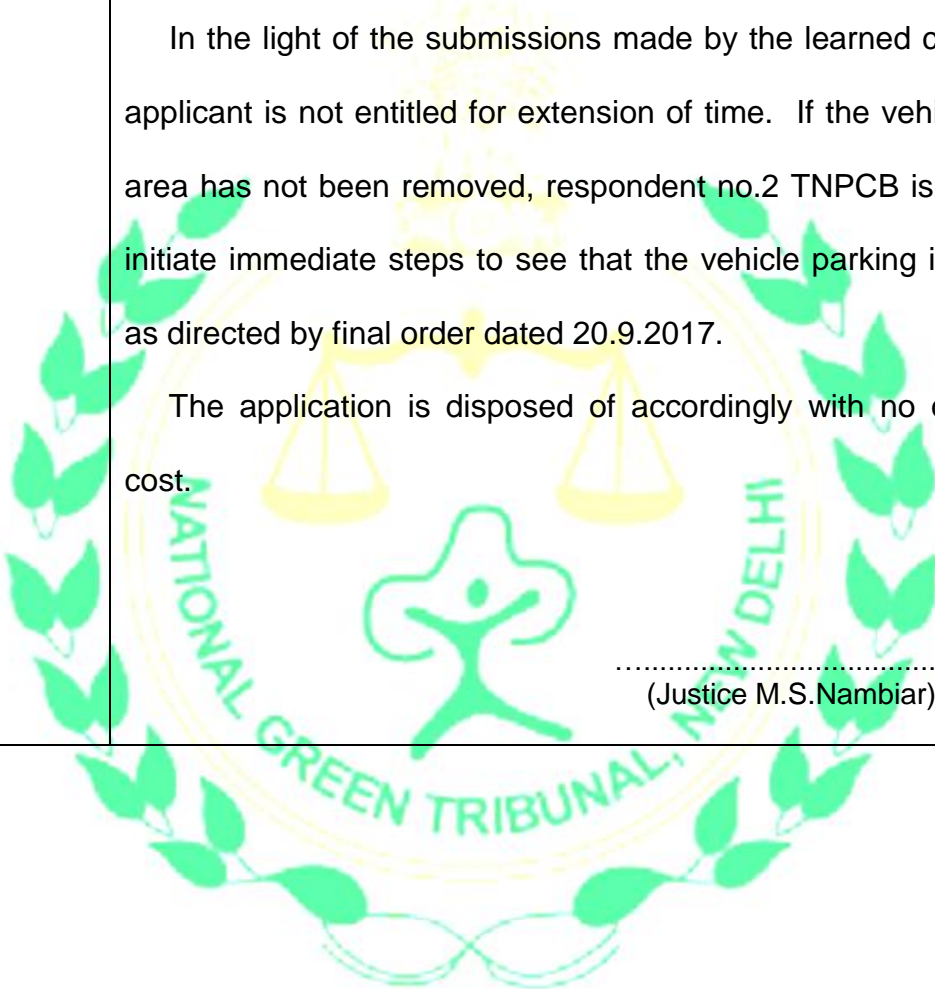 In the light of the submissions made by the learned
applicant is not entitled for extension of time. If the
area has not been removed, respondent no.2 TNPCB is
initiate immediate steps to see that the vehicle parking
as directed by final order dated 20.9.2017.
The application is disposed of accordingly with no
cost.
…......................................
(Justice M.S.Nambiar)
NATIONAL GREEN TRIBUNAL, NEW DELHI